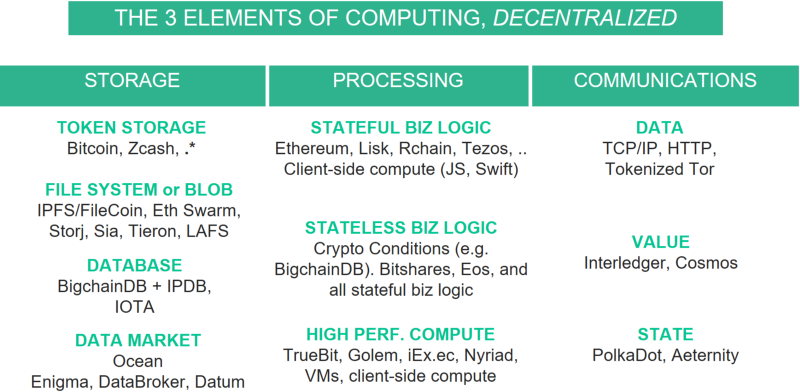 THE 3 ELEMENTS OF COMPUTING, DECENTRALIZED
STORAGE
TOKEN STORAGE
Bitcoin, Zcash, .*
FILE SYSTEM or BLOB
IPFS/FileCoin, Eth Swarm,
Storj, Sia, Tieron, LAFS
DATABASE
BigchainDB + IPDB,
IOTA
DATA MARKET
Ocean
Enigma, DataBroker, Datum
PROCESSING
STATEFUL BIZ LOGIC
Ethereum, Lisk, Rchain, Tezos, ..
Client-side compute (JS, Swift)
STATELESS BIZ LOGIC
Crypto Conditions (e.g.
BigchainDB). Bitshares, Eos, and
all stateful biz logic
HIGH PERF. COMPUTE
TrueBit, Golem, iEx.ec, Nyriad,
VMs, client-side compute
COMMUNICATIONS
DATA
TCP/IP, HTTP,
Tokenized Tor
VALUE
Interledger, Cosmos
STATE
PolkaDot, Aeternity